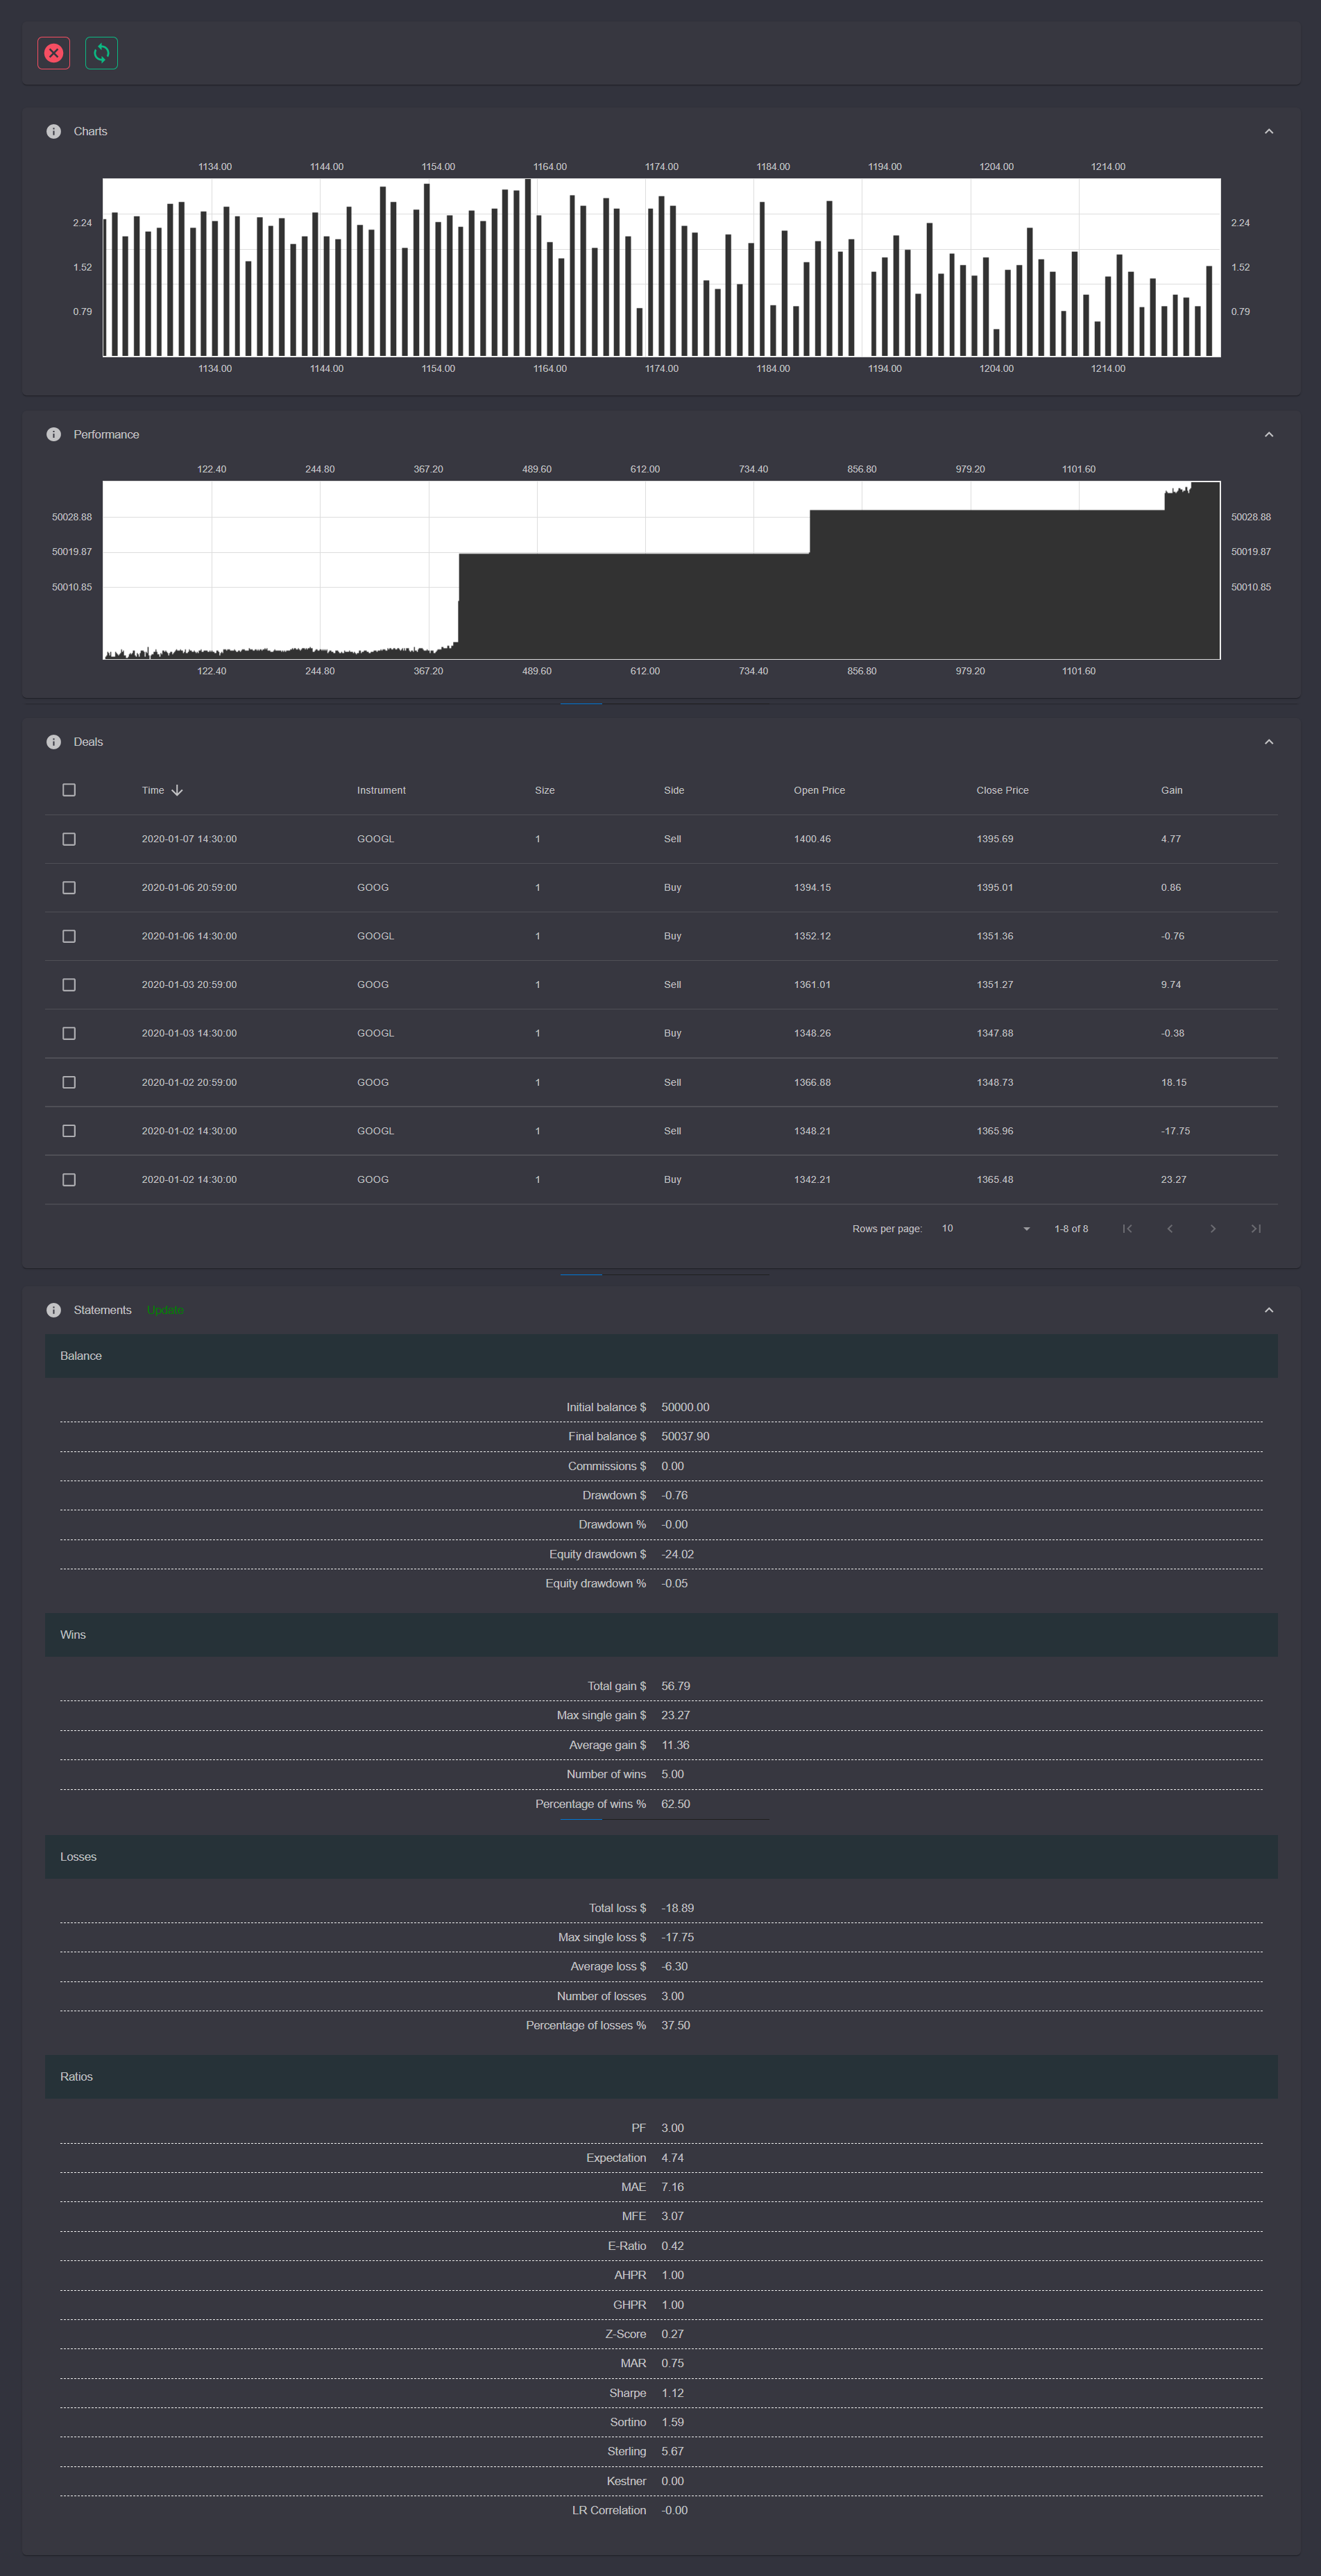 Charts
1134.00 1144.00 1154.00 1164.00 1174.00 1184.00 1194.00 1204.00 1214.00
2.24 2.24
1.52 1.52
0.79 0.79
1134.00 1144.00 1154.00 1164.00 1174.00 1184.00 1194.00 1204.00 1214.00
Performance
122.40 244.80 367.20 489.60 612.00 734.40 856.80 979.20 1101.60
50028.88 50028.88
50019.87 50019.87
50010.85 50010.85
122.40 244.80 367.20 489.60 612.00 734.40 856.80 979.20 1101.60
Deals
Time Instrument Size Side Open Price Close Price Gain
2020-01-07 14:30:00 GOOGL 1 Sell 1400.46 1395.69 4.77
2020-01-06 20:59:00 GOOG 1 Buy 1394.15 1395.01 0.86
2020-01-06 14:30:00 GOOGL 1 Buy 1352.12 1351.36 -0.76
2020-01-03 20:59:00 GOOG 1 Sell 1361.01 1351.27 9.74
2020-01-03 14:30:00 GOOGL 1 Buy 1348.26 1347.88 -0.38
2020-01-02 20:59:00 GOOG 1 Sell 1366.88 1348.73 18.15
2020-01-02 14:30:00 GOOGL 1 Sell 1348.21 1365.96 -17.75
2020-01-02 14:30:00 GOOG 1 Buy 1342.21 1365.48 23.27
Rows per page: 10 1-8 of 8
Statements Update
Balance
Initial balance $ 50000.00
Final balance $ 50037.90
Commissions $ 0.00
Drawdown $ -0.76
Drawdown % -0.00
Equity drawdown $ -24.02
Equity drawdown % -0.05
Wins
Total gain $ 56.79
Max single gain $ 23.27
Average gain $ 11.36
Number of wins 5.00
Percentage of wins % 62.50
Losses
Total loss $ -18.89
Max single loss $ -17.75
Average loss $ -6.30
Number of losses 3.00
Percentage of losses % 37.50
Ratios
PF 3.00
Expectation 4.74
MAE 7.16
MFE 3.07
E-Ratio 0.42
AHPR 1.00
GHPR 1.00
Z-Score 0.27
MAR 0.75
Sharpe 1.12
Sortino 1.59
Sterling 5.67
Kestner 0.00
LR Correlation -0.00